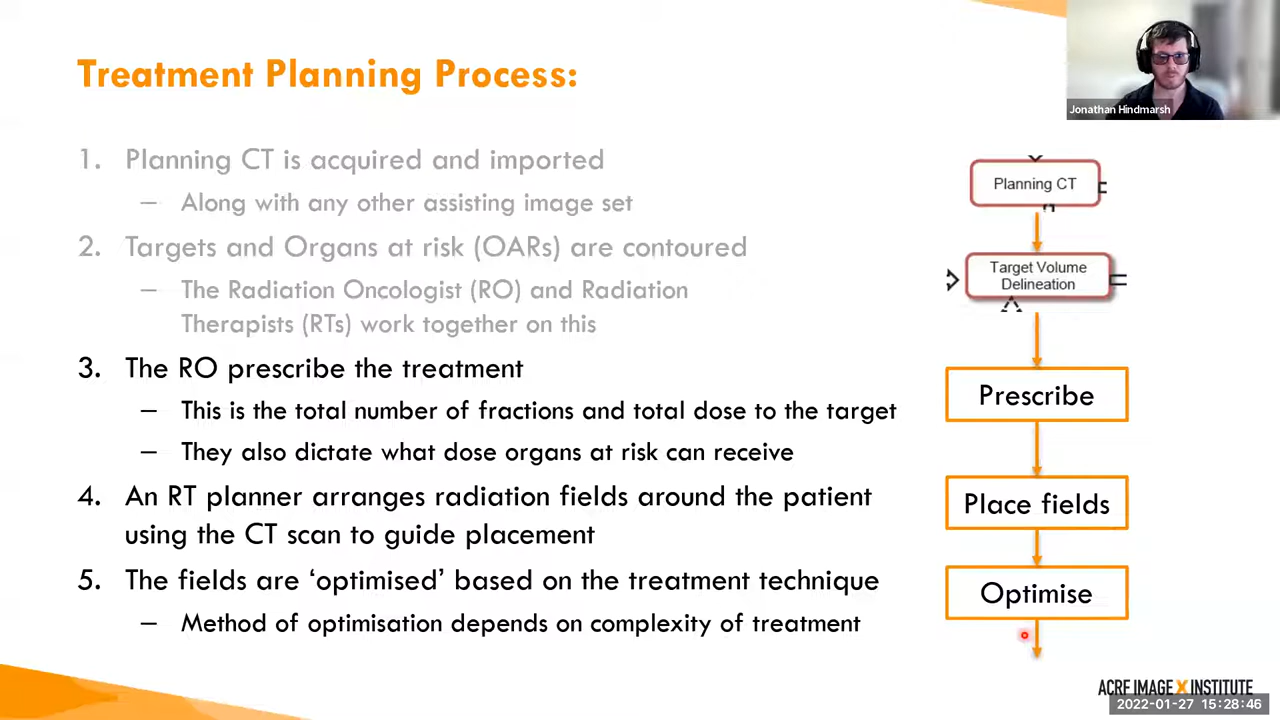 Treatment Planning Process:
Jonathan Hindmarsh
1. Planning CT is acquired and imported
– Along with any other assisting image set
2. Targets and Organs at risk (OARs) are contoured
– The Radiation Oncologist (RO) and Radiation
Therapists (RTs) work together on this
3. The RO prescribe the treatment
– This is the total number of fractions and total dose to the target
– They also dictate what dose organs at risk can receive
4. An RT planner arranges radiation fields around the patient
using the CT scan to guide placement
5. The fields are ‘optimised’ based on the treatment technique
– Method of optimisation depends on complexity of treatment
Planning CT
Target Volume
Delineation
Prescribe
Place fields
Optimise
ACRF IMAGE X INSTITUTE
2022-01-27 15:28:46